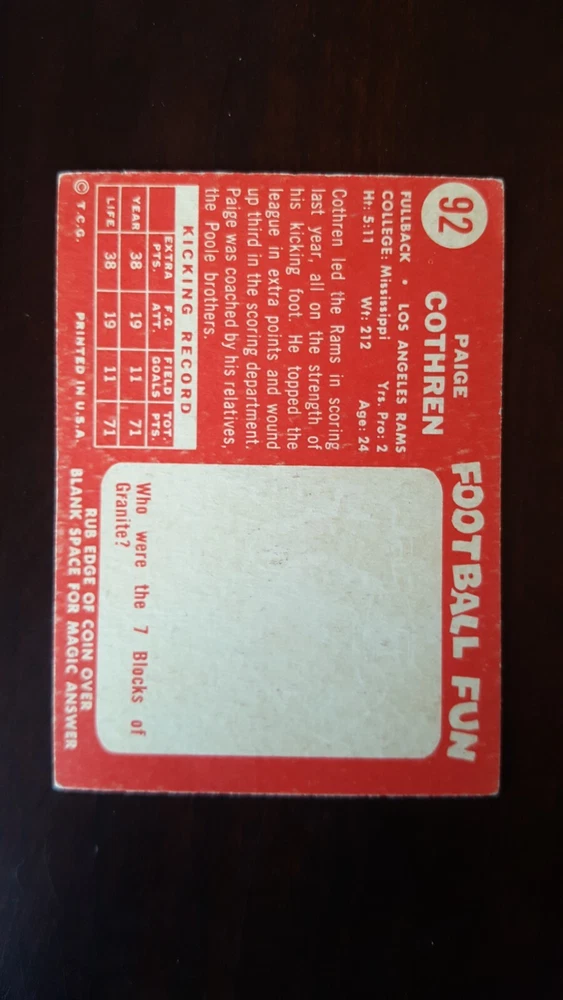 92
PAIGE
COTHREN
FULLBACK • LOS ANGELES RAMS
COLLEGE: Mississippi Yrs. Pro: 2
Ht: 5:11 Wt: 212 Age: 24
Cothren led the Rams in scoring
last year, all on the strength of
his kicking foot. He topped the
league in extra points and wound
up third in the scoring department.
Paige was coached by his relatives,
the Poole brothers.
KICKING RECORD
EXTRA PTS. F.G. ATT. FIELD GOALS TOT. PTS.
YEAR 38 19 11 71
LIFE 38 19 11 71
© T.C.G. PRINTED IN U.S.A.
FOOTBALL FUN
Who were the 7 Blocks of
Granite?
RUB EDGE OF COIN OVER
BLANK SPACE FOR MAGIC ANSWER